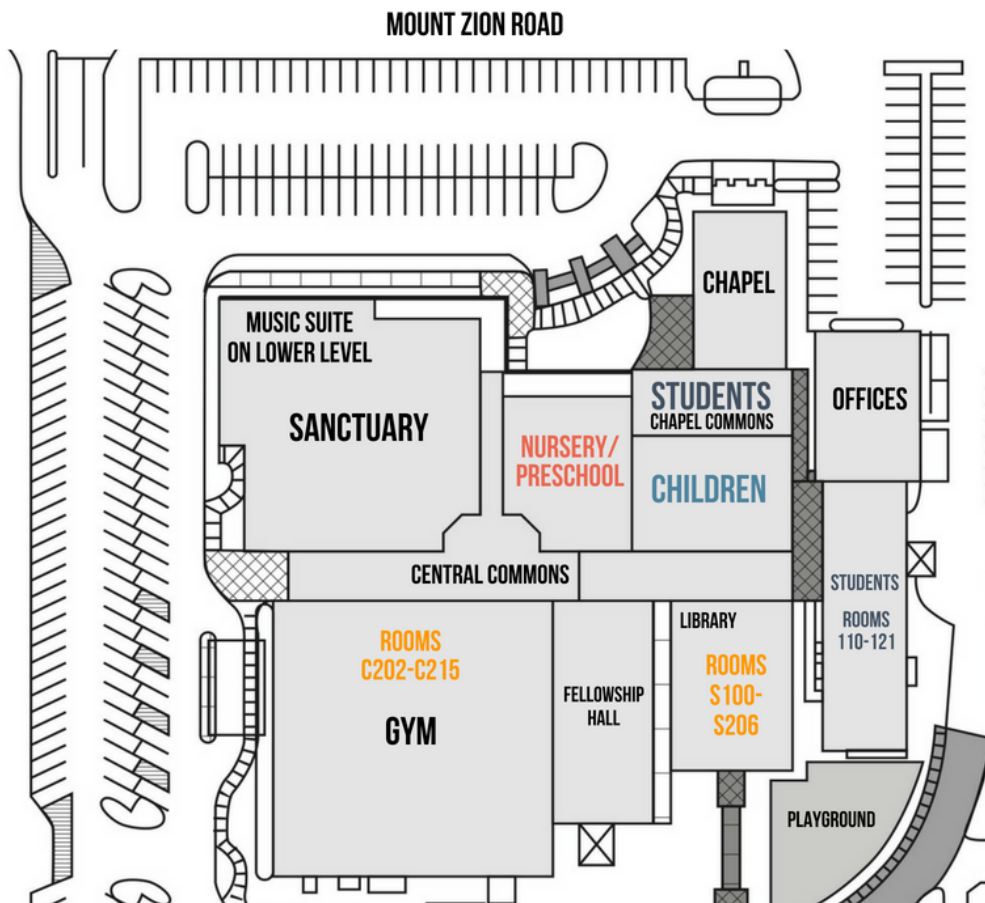 MOUNT ZION ROAD
CHAPEL
MUSIC SUITE
ON LOWER LEVEL
SANCTUARY
STUDENTS
CHAPEL COMMONS
OFFICES
NURSERY/
PRESCHOOL
CHILDREN
CENTRAL COMMONS
STUDENTS
ROOMS
110-121
ROOMS
C202-C215
GYM
FELLOWSHIP
HALL
LIBRARY
ROOMS
S100-
S206
PLAYGROUND